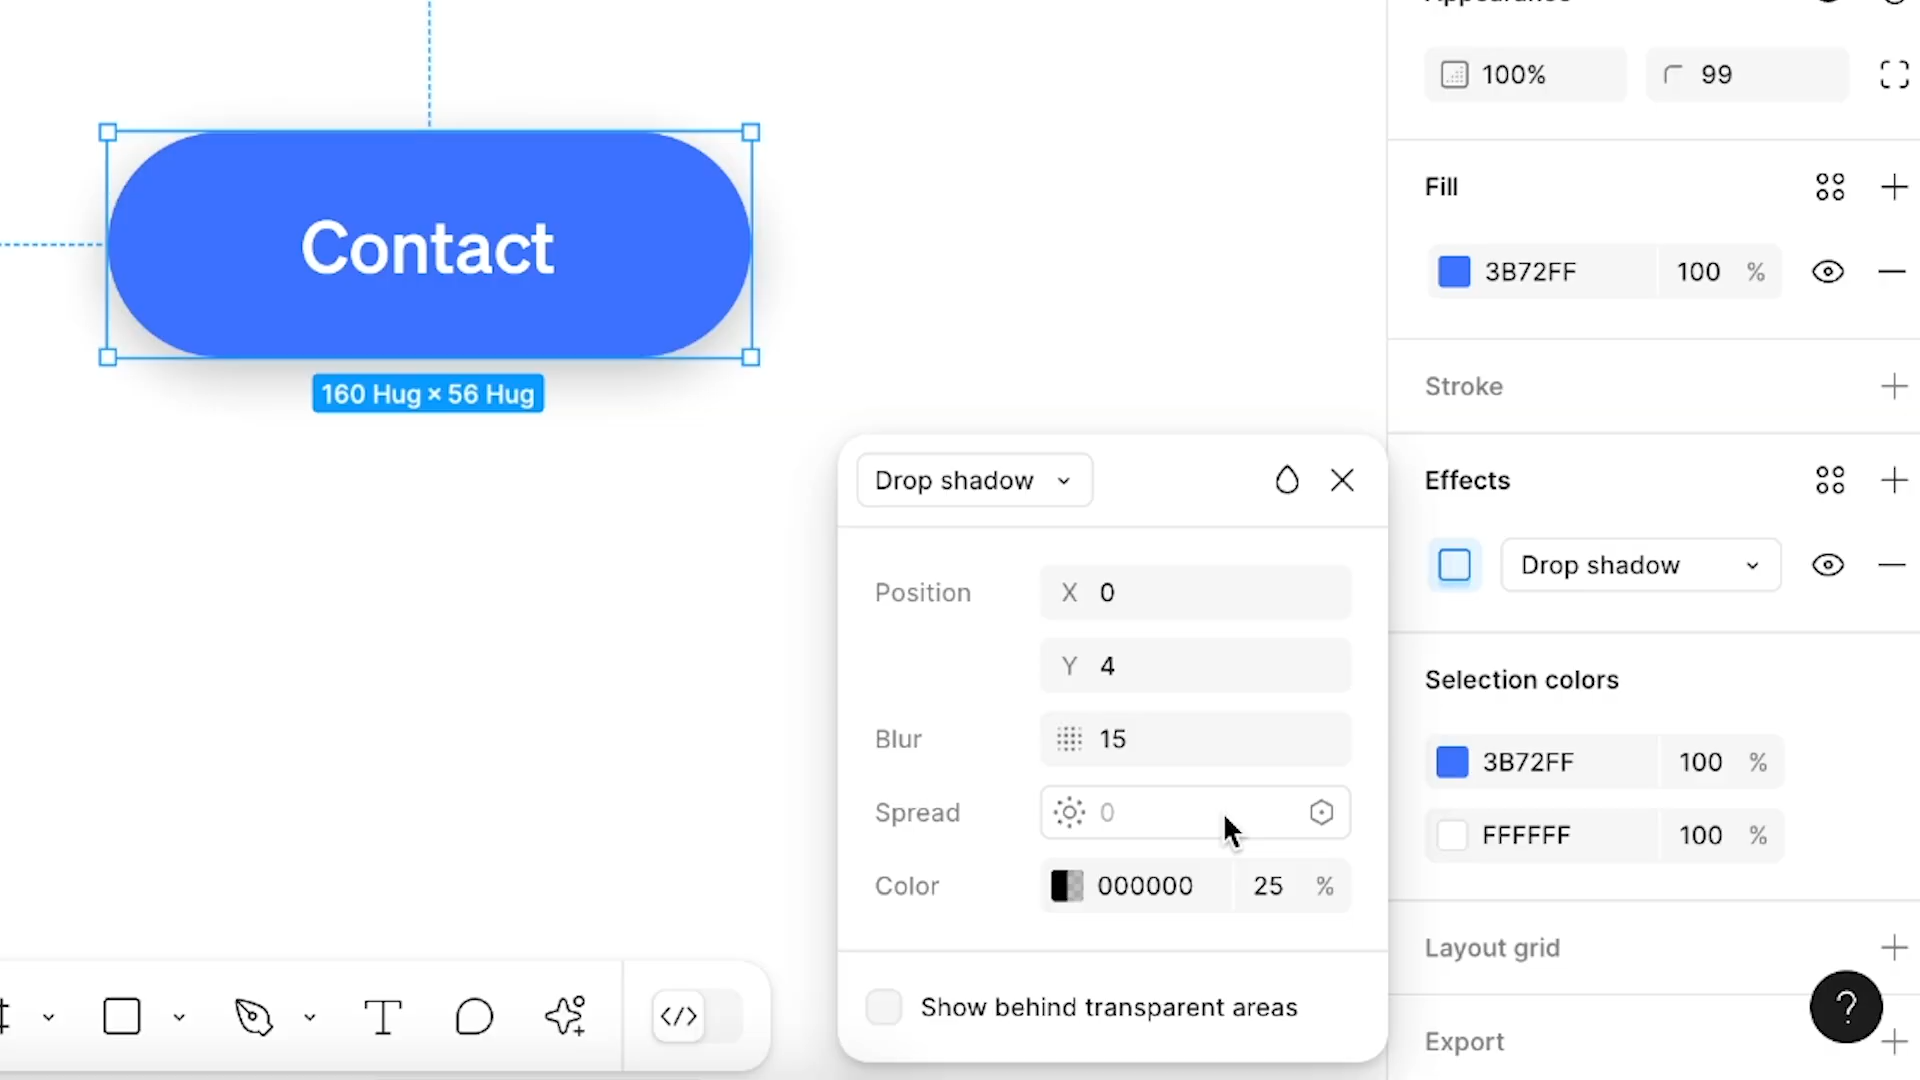 Appearance
100%
99
Fill
3B72FF 100 %
Stroke
Effects
Drop shadow
Selection colors
3B72FF 100 %
FFFFFF 100 %
Layout grid
Export
?
Contact
160 Hug × 56 Hug
Drop shadow
Position X 0
Y 4
Blur 15
Spread 0
Color 000000 25 %
Show behind transparent areas
T
</>